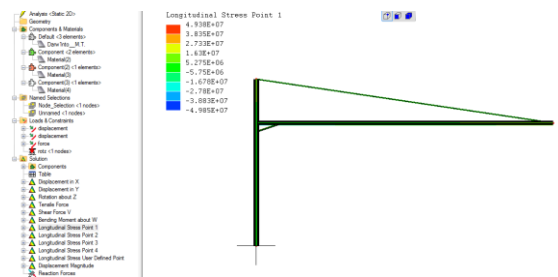 Analysis <Static 2D>
Geometry
Components & Materials
Default <3 elements>
Component <2 elements>
Material(2)
Component(2) <1 elements>
Material(3)
Component(3) <1 elements>
Material(4)
Named Selections
Node_Selection <1 nodes>
Unnamed <1 nodes>
Loads & Constraints
displacement
displacement
force
rotx <1 nodes>
Solution
Components
Table
Displacement in X
Displacement in Y
Rotation about Z
Tensile Force
Shear Force V
Bending Moment about W
Longitudinal Stress Point 1
Longitudinal Stress Point 2
Longitudinal Stress Point 3
Longitudinal Stress Point 4
Longitudinal Stress User Defined Point
Displacement Magnitude
Reaction Forces
Longitudinal Stress Point 1
4.938E+07
3.835E+07
2.733E+07
1.63E+07
5.275E+06
-5.75E+06
-1.678E+07
-2.78E+07
-3.883E+07
-4.985E+07